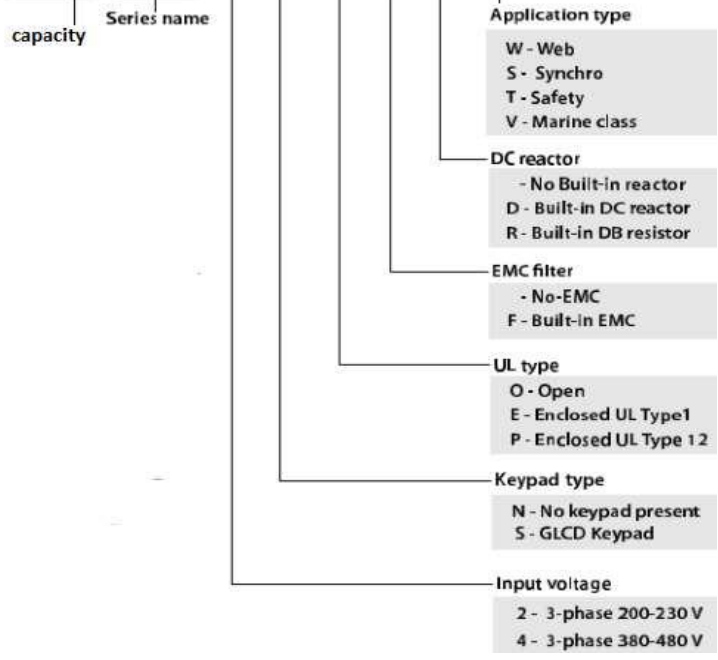 capacity
Series name
Application type
W - Web
S - Synchro
T - Safety
V - Marine class
DC reactor
- No Built-in reactor
D - Built-in DC reactor
R - Built-in DB resistor
EMC filter
- No-EMC
F - Built-in EMC
UL type
O - Open
E - Enclosed UL Type1
P - Enclosed UL Type 12
Keypad type
N - No keypad present
S - GLCD Keypad
Input voltage
2 - 3-phase 200-230 V
4 - 3-phase 380-480 V